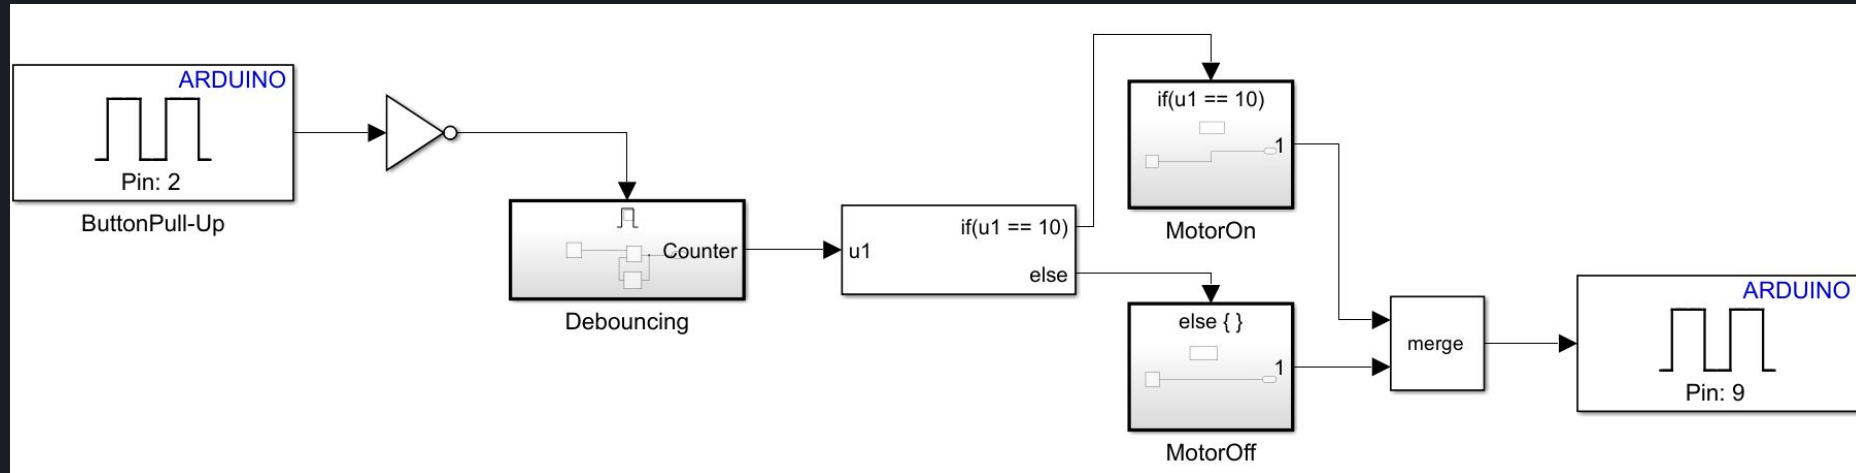 ARDUINO
Pin: 2
ButtonPull-Up
Counter
Debouncing
u1
if(u1 == 10)
else
if(u1 == 10)
1
MotorOn
else { }
1
MotorOff
merge
ARDUINO
Pin: 9